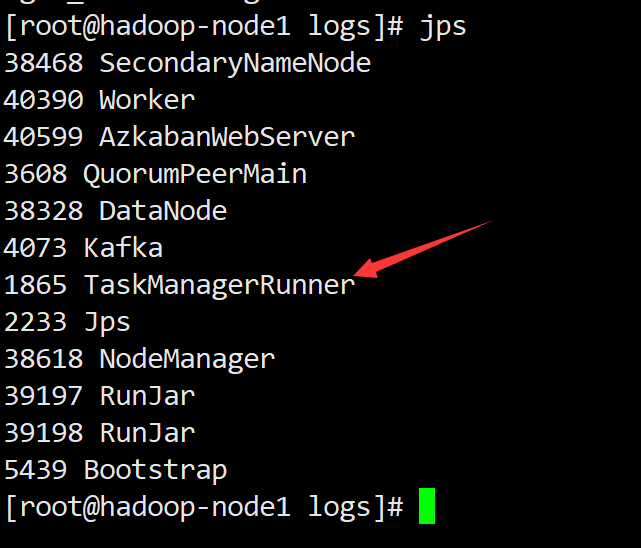 [root@hadoop-node1 logs]# jps
38468 SecondaryNameNode
40390 Worker
40599 AzkabanWebServer
3608 QuorumPeerMain
38328 DataNode
4073 Kafka
1865 TaskManagerRunner
2233 Jps
38618 NodeManager
39197 RunJar
39198 RunJar
5439 Bootstrap
[root@hadoop-node1 logs]#